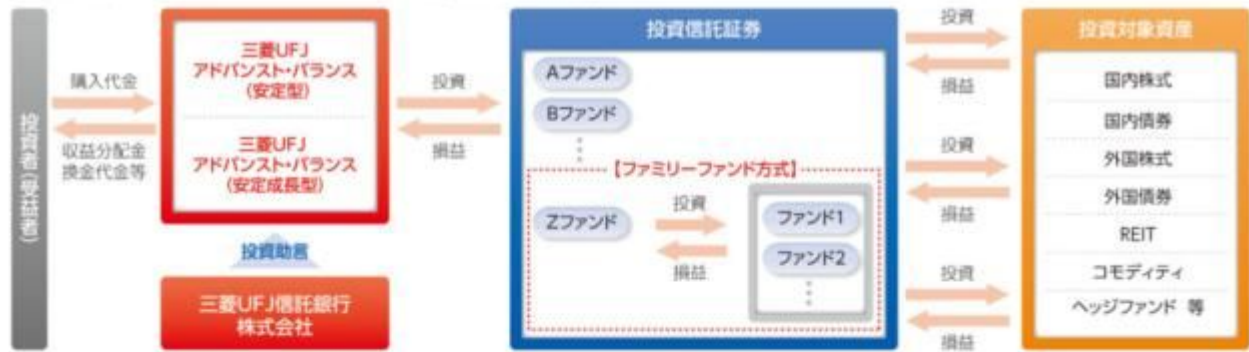 投資者(受益者)
購入代金
収益分配金
換金代金等
三菱UFJ
アドバンスト・バランス
(安定型)
三菱UFJ
アドバンスト・バランス
(安定成長型)
投資助言
三菱UFJ信託銀行
株式会社
投資
損益
投資信託証券
Aファンド
Bファンド
【ファミリーファンド方式】
Zファンド
投資
損益
ファンド1
ファンド2
投資
損益
投資
損益
投資
損益
投資対象資産
国内株式
国内債券
外国株式
外国債券
REIT
コモディティ
ヘッジファンド 等